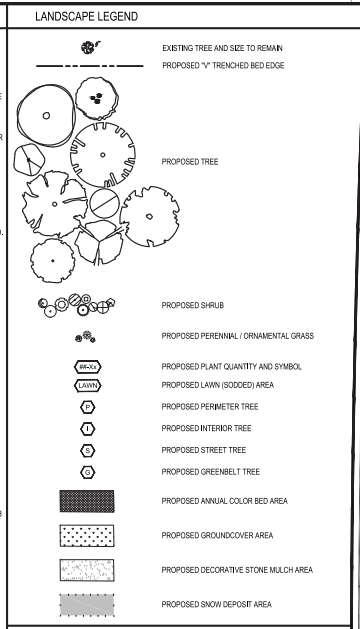 LANDSCAPE LEGEND
EXISTING TREE AND SIZE TO REMAIN
PROPOSED "V" TRENCHED BED EDGE
PROPOSED TREE
PROPOSED SHRUB
PROPOSED PERENNIAL / ORNAMENTAL GRASS
##-Xx PROPOSED PLANT QUANTITY AND SYMBOL
LAWN PROPOSED LAWN (SODDED) AREA
P PROPOSED PERIMETER TREE
I PROPOSED INTERIOR TREE
S PROPOSED STREET TREE
G PROPOSED GREENBELT TREE
PROPOSED ANNUAL COLOR BED AREA
PROPOSED GROUNDCOVER AREA
PROPOSED DECORATIVE STONE MULCH AREA
PROPOSED SNOW DEPOSIT AREA